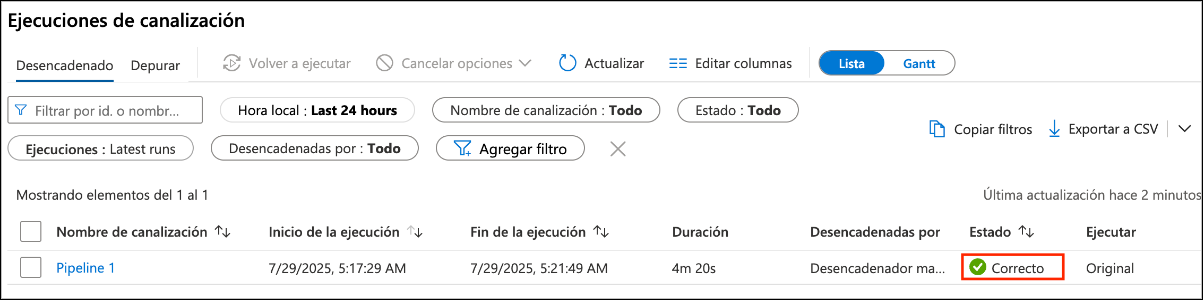 Ejecuciones de canalización
Desencadenado Depurar Volver a ejecutar Cancelar opciones Actualizar Editar columnas Lista Gantt
Filtrar por id. o nombr... Hora local : Last 24 hours Nombre de canalización : Todo Estado : Todo
Copiar filtros Exportar a CSV
Ejecuciones : Latest runs Desencadenadas por : Todo Agregar filtro
Mostrando elementos del 1 al 1 Última actualización hace 2 minutos
Nombre de canalización Inicio de la ejecución Fin de la ejecución Duración Desencadenadas por Estado Ejecutar
Pipeline 1 7/29/2025, 5:17:29 AM 7/29/2025, 5:21:49 AM 4m 20s Desencadenador ma... Correcto Original